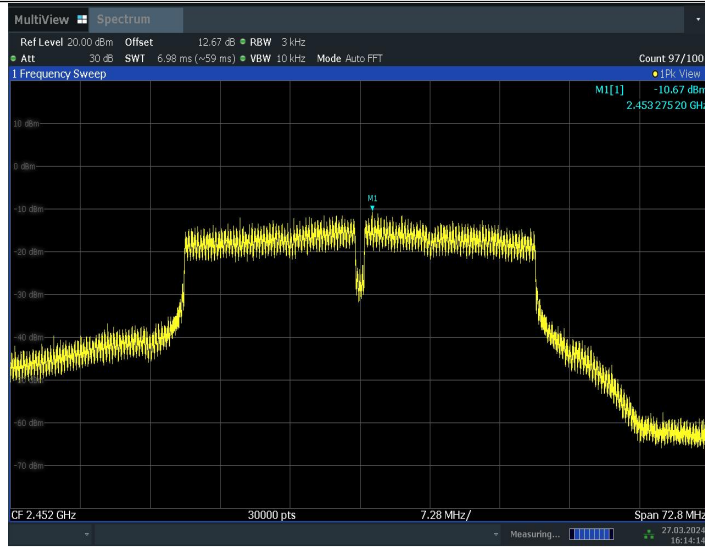 MultiView Spectrum
Ref Level 20.00 dBm Offset 12.67 dB RBW 3 kHz
Att 30 dB SWT 6.98 ms (~59 ms) VBW 10 kHz Mode Auto FFT Count 97/100
1 Frequency Sweep 1Pk View
M1[1] -10.67 dBm
2.453 275 20 GHz
10 dBm
0 dBm
M1
-10 dBm
-20 dBm
-30 dBm
-40 dBm
-50 dBm
-60 dBm
-70 dBm
CF 2.452 GHz 30000 pts 7.28 MHz/ Span 72.8 MHz
Measuring... 27.03.2024
16:14:14